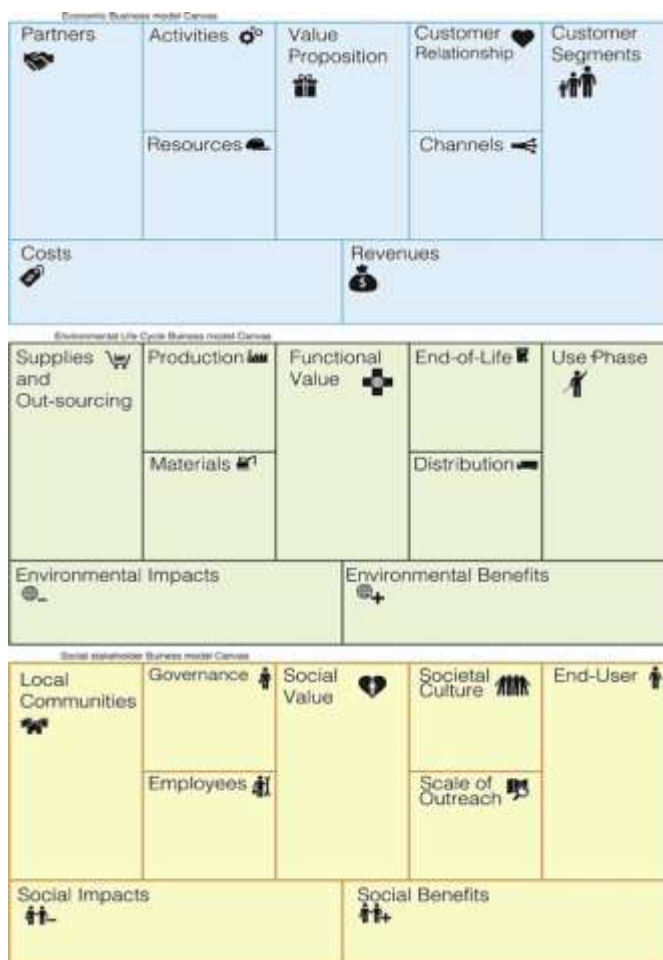 Economic Business model Canvas
Partners
Activities
Value
Proposition
Customer
Relationship
Customer
Segments
Resources
Channels
Costs
Revenues
$
Environmental Life Cycle Buiness model Canvas
Supplies
and
Out-sourcing
Production
Functional
Value
End-of-Life
Use Phase
Materials
Distribution
Environmental Impacts
Environmental Benefits
Social stakeholder Buiness model Canvas
Local
Communities
Governance
Social
Value
Societal
Culture
End-User
Employees
Scale of
Outreach
Social Impacts
Social Benefits